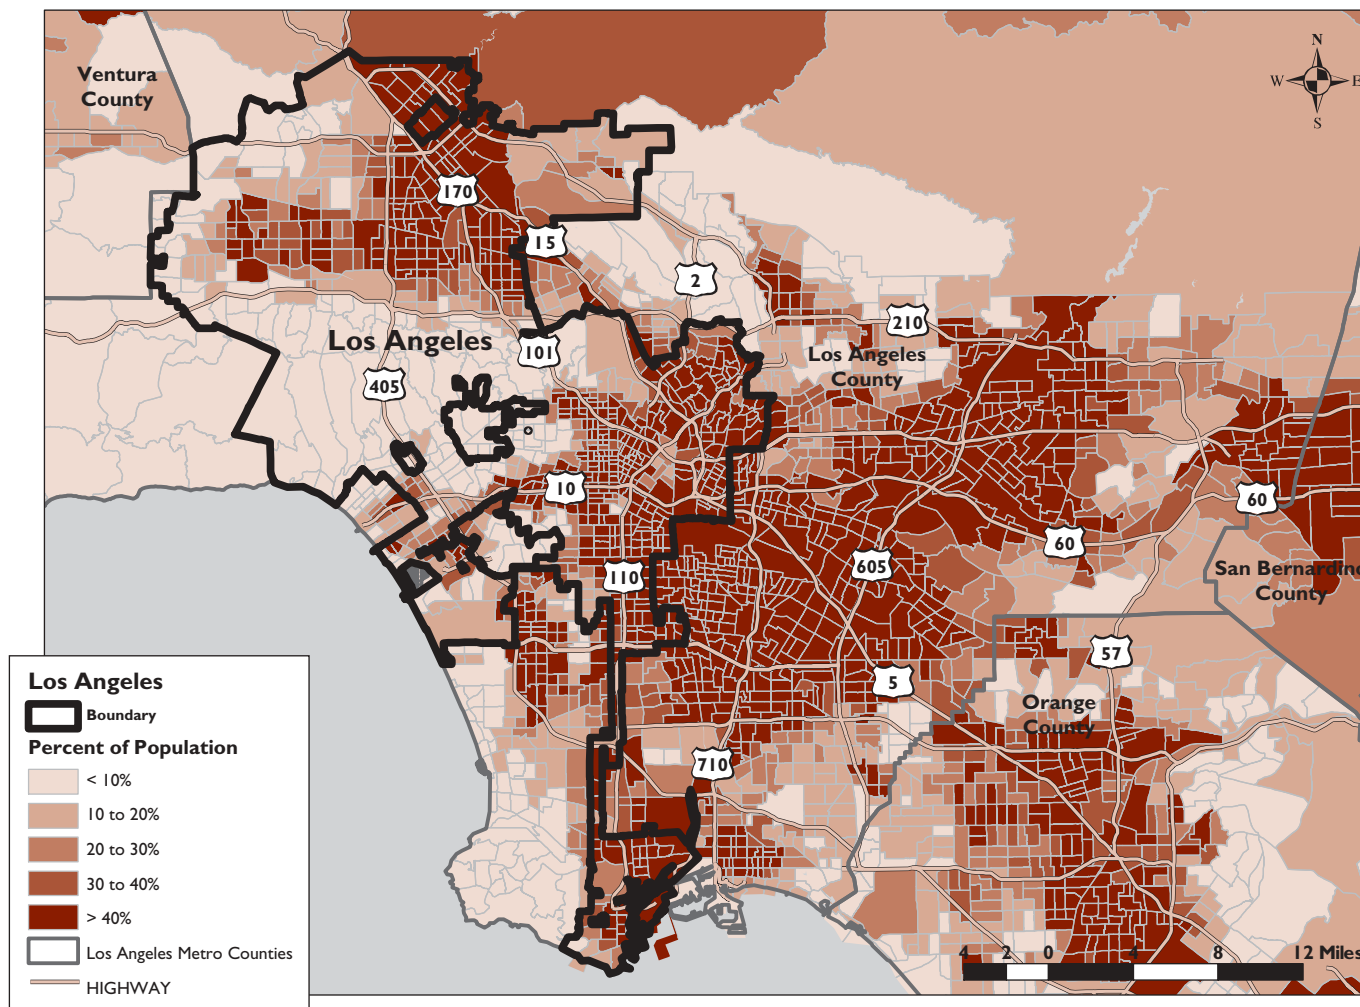 Ventura
County
N
W E
S
170
15
2
210
Los Angeles
101
Los Angeles
County
405
10
60
60
110
605
San Bernardino
County
57
5
Orange
County
710
Los Angeles
Boundary
Percent of Population
< 10%
10 to 20%
20 to 30%
30 to 40%
> 40%
Los Angeles Metro Counties
HIGHWAY
4 2 0 4 8 12 Miles